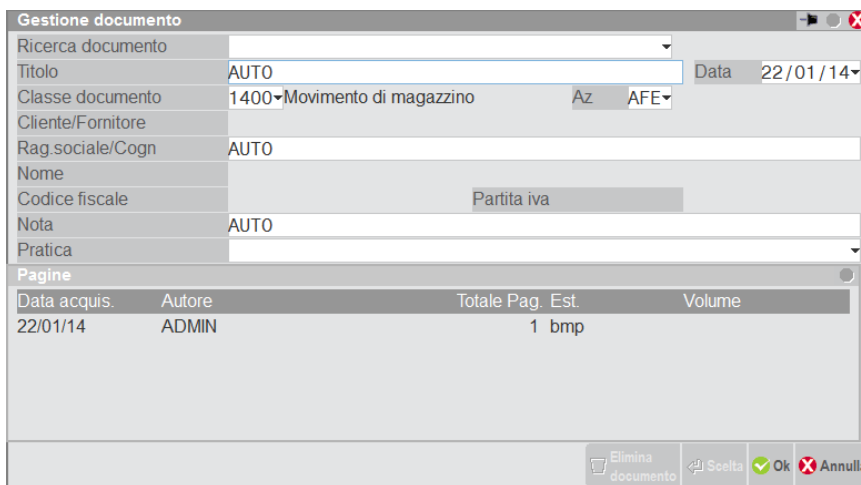 Gestione documento
Ricerca documento
Titolo AUTO Data 22/01/14
Classe documento 1400 Movimento di magazzino Az AFE
Cliente/Fornitore
Rag.sociale/Cogn AUTO
Nome
Codice fiscale Partita iva
Nota AUTO
Pratica
Pagine
Data acquis. Autore Totale Pag. Est. Volume
22/01/14 ADMIN 1 bmp
Elimina documento Scelta Ok Annull